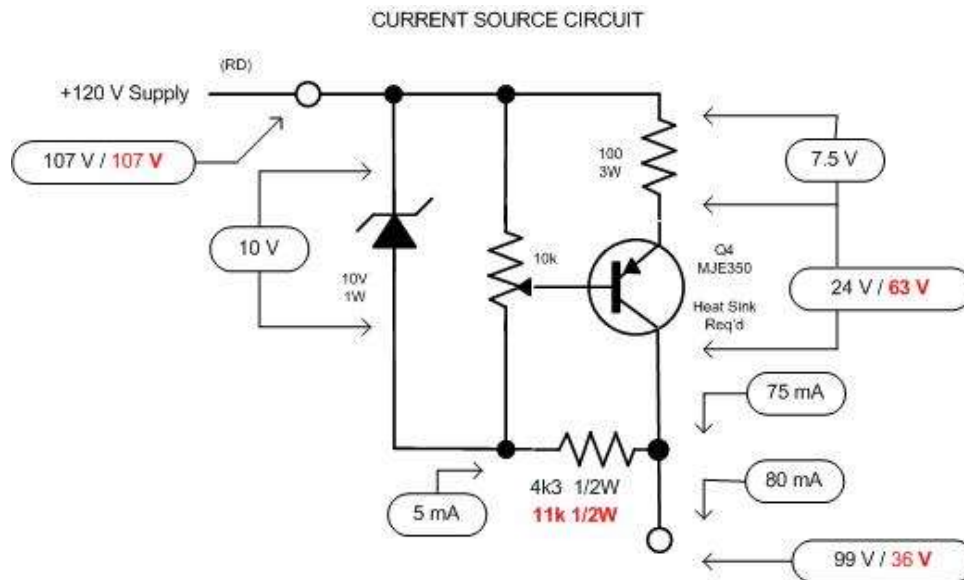 CURRENT SOURCE CIRCUIT
(RD)
+120 V Supply
107 V / 107 V
10 V
10V
1W
10k
100
3W
7.5 V
Q4
MJE350
24 V / 63 V
Heat Sink
Req'd
75 mA
4k3 1/2W
11k 1/2W
5 mA
80 mA
99 V / 36 V